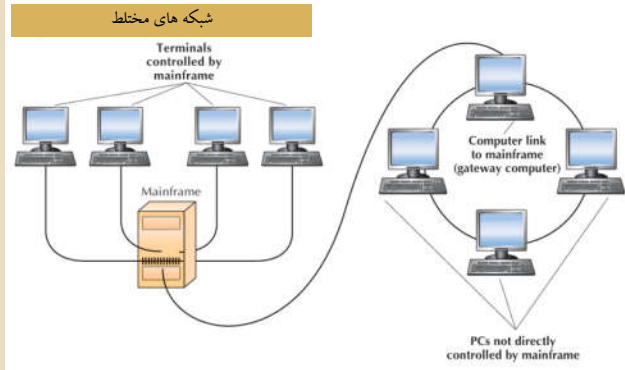 شبکه های مختلط
Terminals
controlled by
mainframe
Mainframe
Computer link
to mainframe
(gateway computer)
PCs not directly
controlled by mainframe